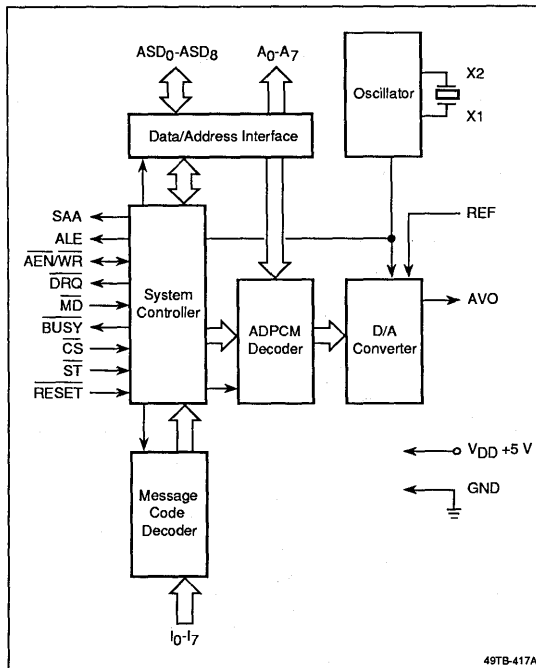 ASD0-ASD8
A0-A7
Data/Address Interface
Oscillator
X2
X1
REF
SAA
ALE
AEN/WR
DRQ
MD
BUSY
CS
ST
RESET
System
Controller
ADPCM
Decoder
D/A
Converter
AVO
Message
Code
Decoder
VDD +5 V
GND
I0-I7
49TB-417A